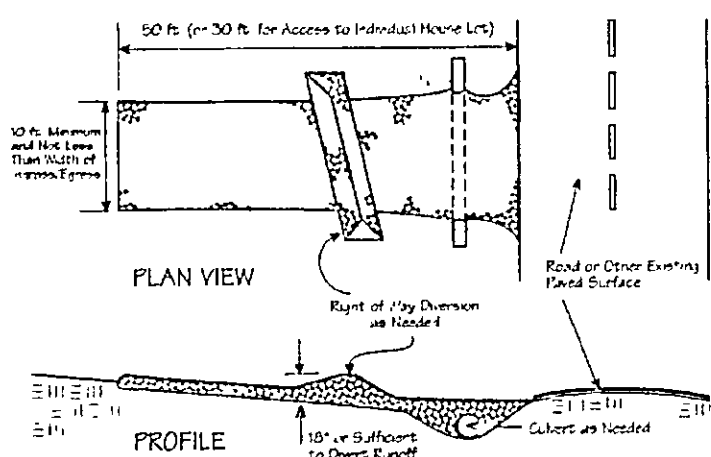 50 ft. (or 30 ft. for Access to Individual House Lot)
10 ft. Minimum
and Not Less
Than Width of
Ingress/Egress
PLAN VIEW
Right of Way Diversion
as Needed
Road or Other Existing
Paved Surface
18" or Sufficient
to Divert Runoff
Culvert as Needed
PROFILE